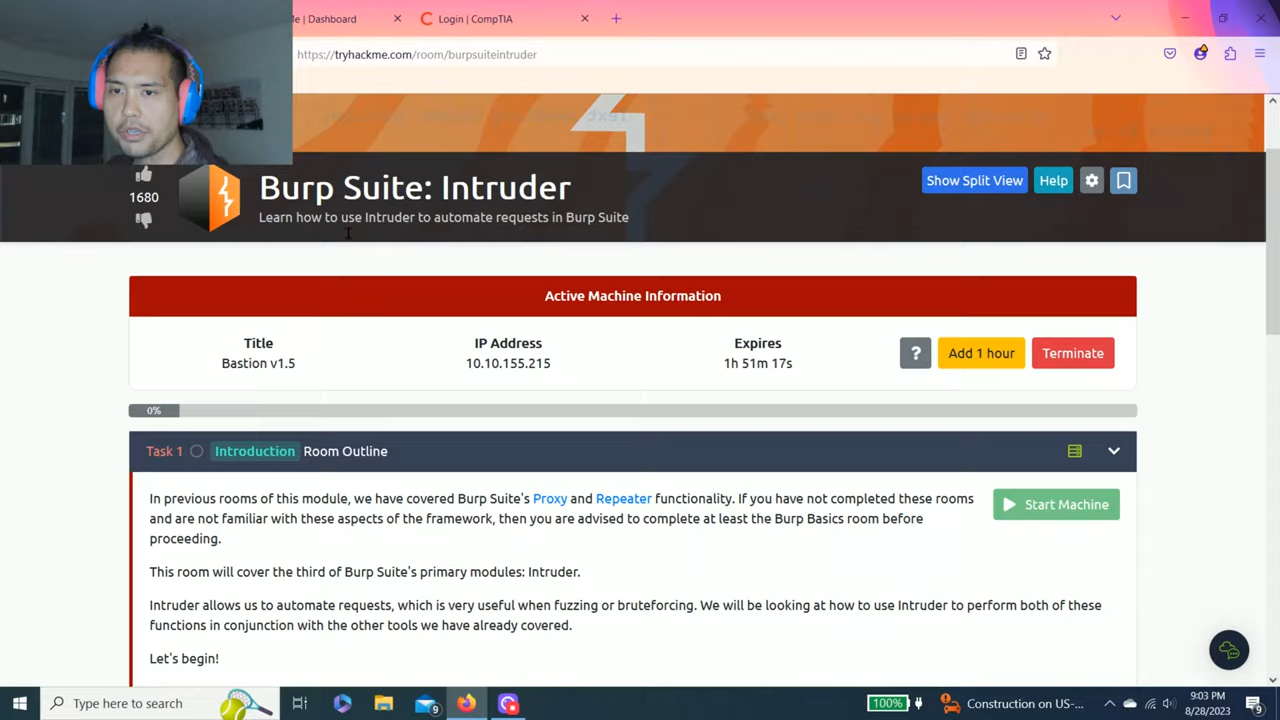 Me | Dashboard
Login | CompTIA
https://tryhackme.com/room/burpsuiteintruder
1680
Burp Suite: Intruder
Learn how to use Intruder to automate requests in Burp Suite
Show Split View
Help
Active Machine Information
Title
IP Address
Expires
Bastion v1.5
10.10.155.215
1h 51m 17s
?
Add 1 hour
Terminate
0%
Task 1
Introduction
Room Outline
In previous rooms of this module, we have covered Burp Suite's Proxy and Repeater functionality. If you have not completed these rooms
and are not familiar with these aspects of the framework, then you are advised to complete at least the Burp Basics room before
proceeding.
Start Machine
This room will cover the third of Burp Suite's primary modules: Intruder.
Intruder allows us to automate requests, which is very useful when fuzzing or bruteforcing. We will be looking at how to use Intruder to perform both of these
functions in conjunction with the other tools we have already covered.
Let's begin!
Type here to search
9
100%
Construction on US-...
9:03 PM
8/28/2023
9